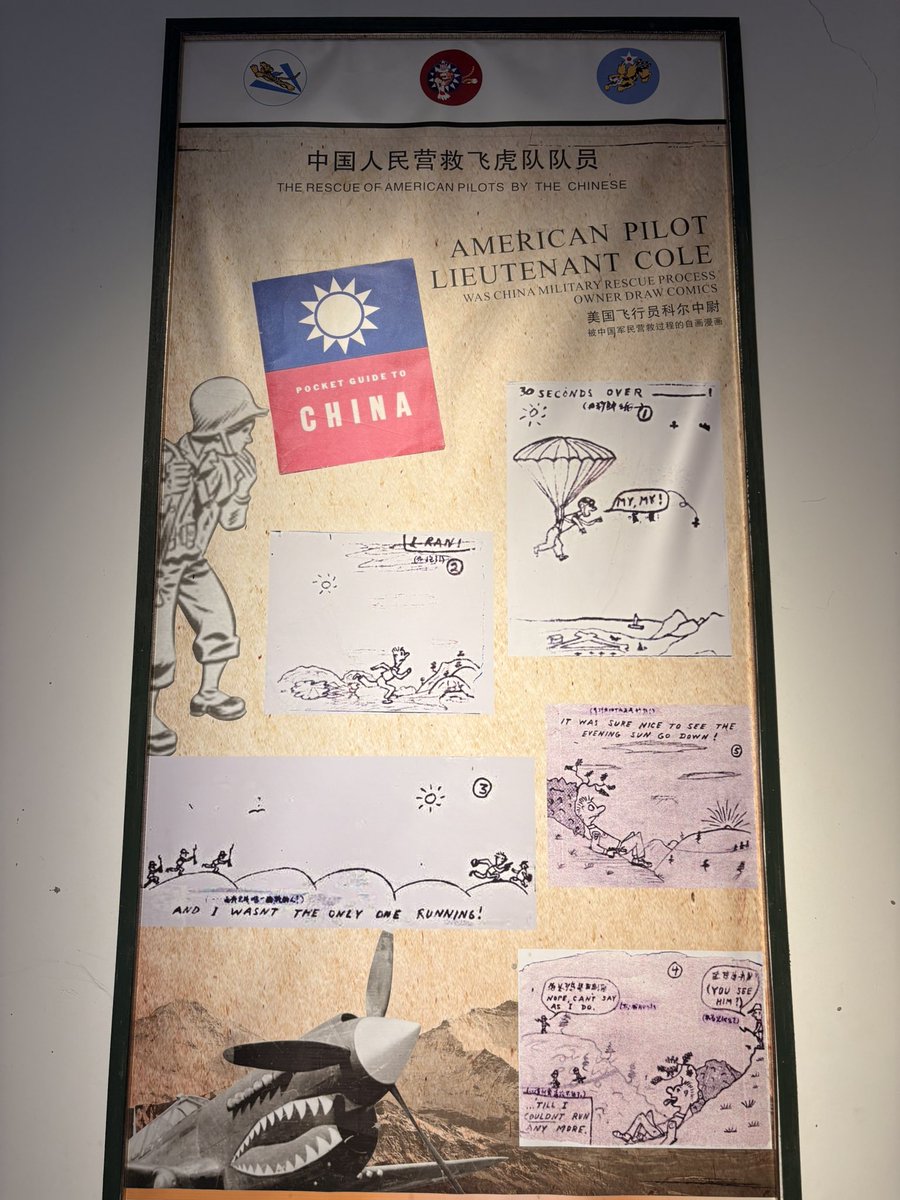 中国人民营救飞虎队队员
THE RESCUE OF AMERICAN PILOTS BY THE CHINESE
AMERICAN PILOT
LIEUTENANT COLE
WAS CHINA MILITARY RESCUE PROCESS
OWNER DRAW COMICS
美国飞行员科尔中尉
被中国军民营救过程的自画漫画
POCKET GUIDE TO
CHINA
30 SECONDS OVER ______!
1
MY, MY!
I RAN!
2
3
AND I WASNT THE ONLY ONE RUNNING!
4
NOPE, CANT SAY
AS I DO.
(YOU SEE
HIM?)
...TILL I
COULDNT RUN
ANY MORE.
IT WAS SURE NICE TO SEE THE
EVENING SUN GO DOWN!
5